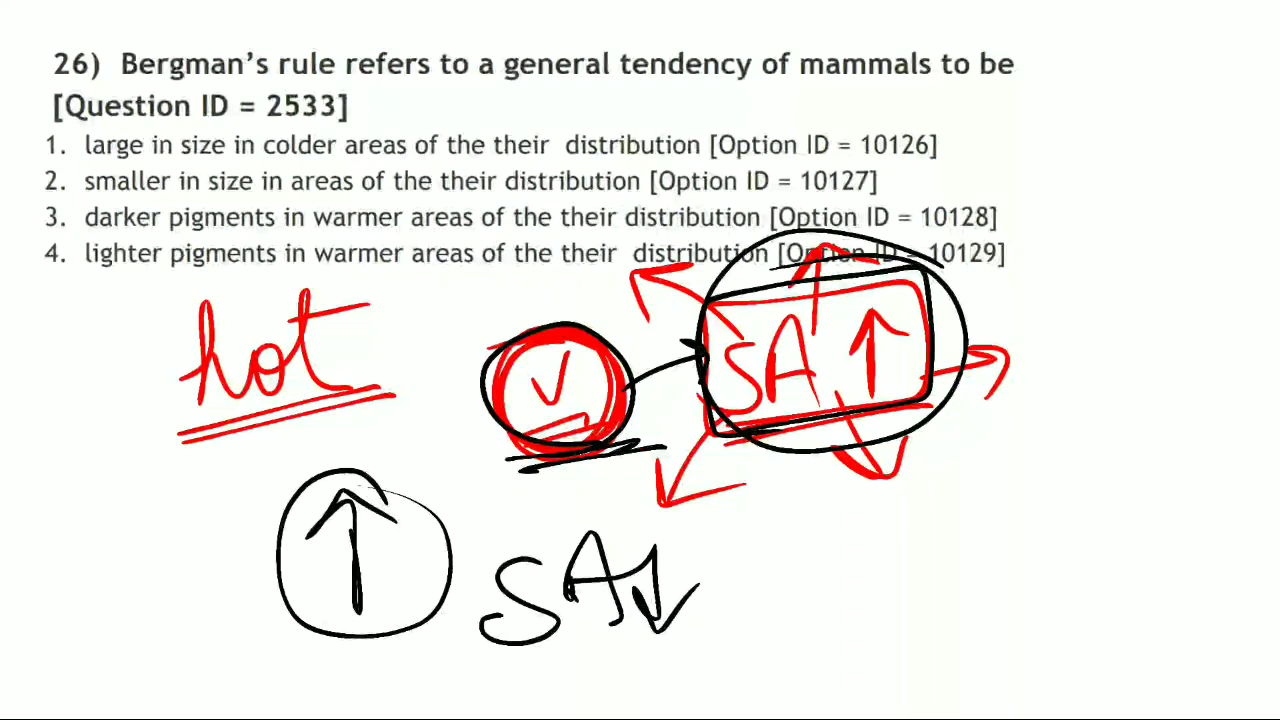 26) Bergman's rule refers to a general tendency of mammals to be
[Question ID = 2533]
1. large in size in colder areas of the their distribution [Option ID = 10126]
2. smaller in size in areas of the their distribution [Option ID = 10127]
3. darker pigments in warmer areas of the their distribution [Option ID = 10128]
4. lighter pigments in warmer areas of the their distribution [Option ID = 10129]
hot
V
SA ↑
↑
SA↓